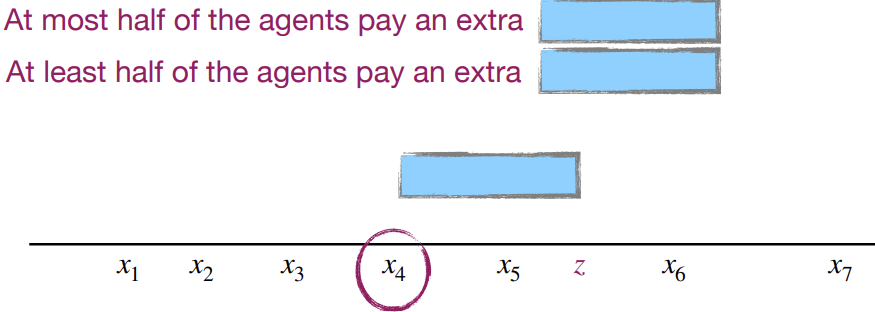 At most half of the agents pay an extra
At least half of the agents pay an extra
x₁ x₂ x₃ x₄ x₅ z x₆ x₇